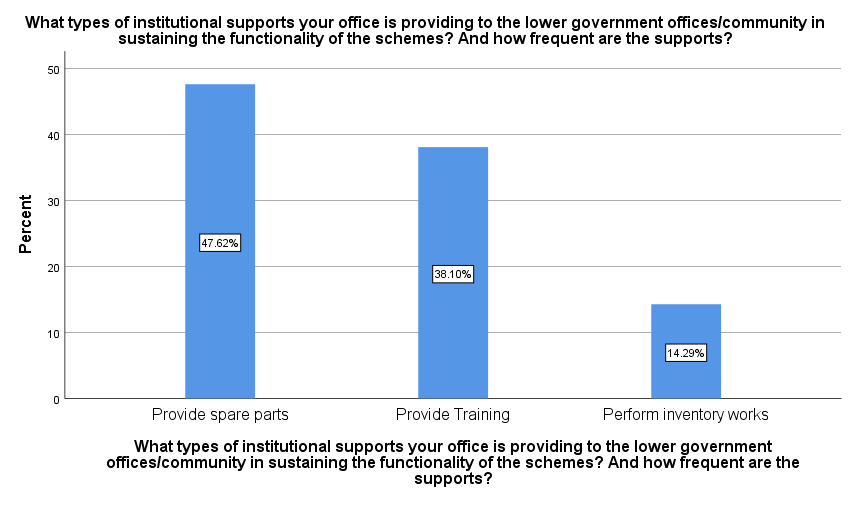 What types of institutional supports your office is providing to the lower government offices/community in
sustaining the functionality of the schemes? And how frequent are the supports?
50
40
30
20
10
0
Percent
47.62%
38.10%
14.29%
Provide spare parts
Provide Training
Perform inventory works
What types of institutional supports your office is providing to the lower government
offices/community in sustaining the functionality of the schemes? And how frequent are the
supports?